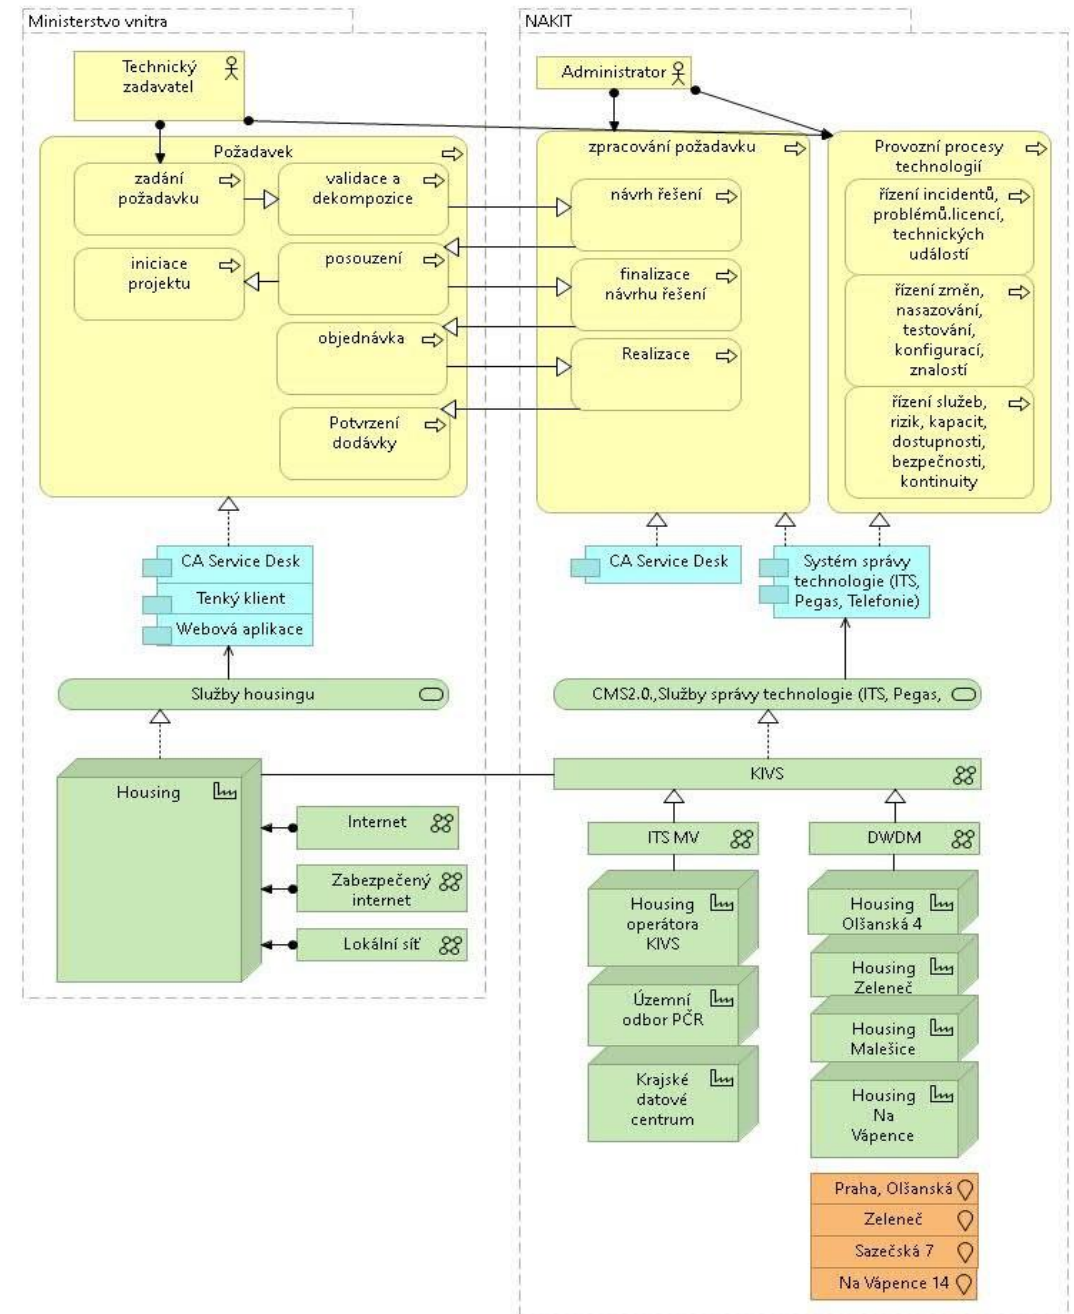 Ministerstvo vnitra
Technický
zadavatel
Požadavek
zadání
požadavku
validace a
dekompozice
iniciace
projektu
posouzení
objednávka
Potvrzení
dodávky
CA Service Desk
Tenký klient
Webová aplikace
Služby housingu
Housing
Internet
Zabezpečený
internet
Lokální síť
NAKIT
Administrator
zpracování požadavku
návrh řešení
finalizace
návrhu řešení
Realizace
Provozní procesy
technologií
řízení incidentů,
problémů.licencí,
technických
událostí
řízení změn,
nasazování,
testování,
konfigurací,
znalostí
řízení služeb,
rizik, kapacit,
dostupnosti,
bezpečnosti,
kontinuity
CA Service Desk
Systém správy
technologie (ITS,
Pegas, Telefonie)
CMS2.0.,Služby správy technologie (ITS, Pegas,
KIVS
ITS MV
DWDM
Housing
operátora
KIVS
Územní
odbor PČR
Krajské
datové
centrum
Housing
Olšanská 4
Housing
Zeleneč
Housing
Malešice
Housing
Na
Vápence
Praha, Olšanská
Zeleneč
Sazečská 7
Na Vápence 14